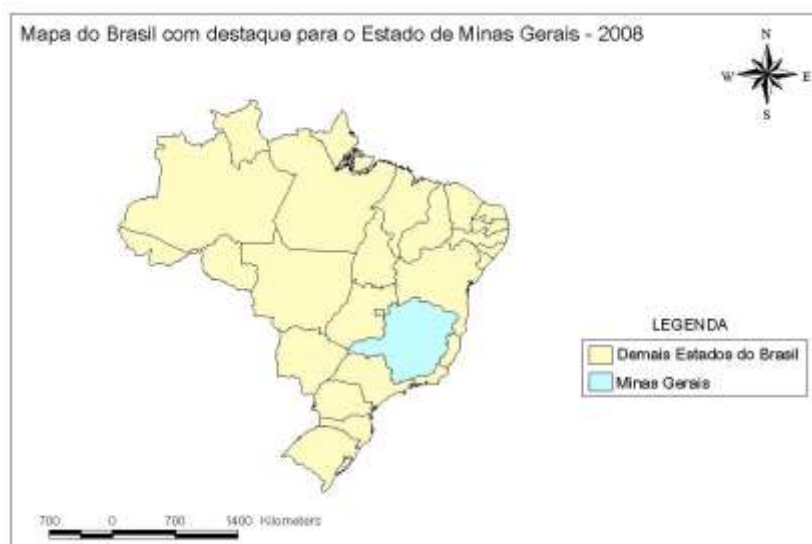 Mapa do Brasil com destaque para o Estado de Minas Gerais - 2008
N
W E
S
LEGENDA
Demais Estados do Brasil
Minas Gerais
700 0 700 1400 Kilometers